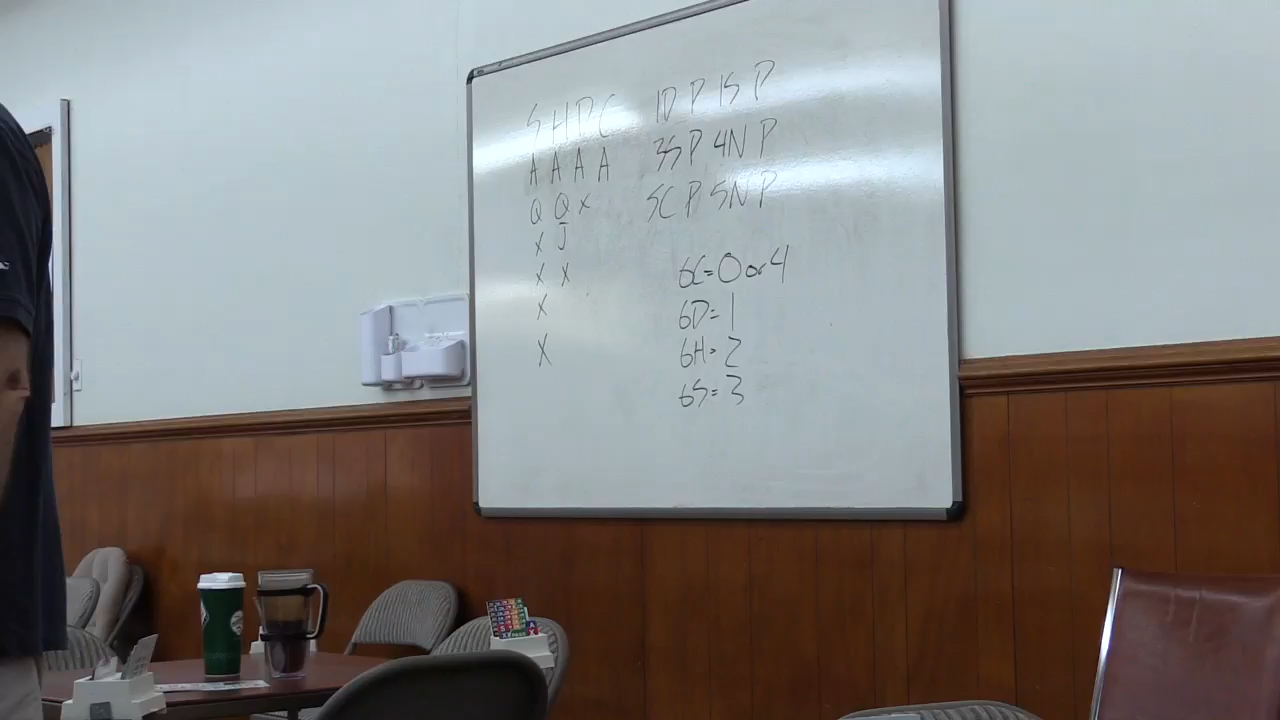 S H D C
A A A A
Q Q X
X J
X X
X
X
1D P 1S P
3S P 4N P
5C P 5N P
6C=0 or 4
6D=1
6H=2
6S=3